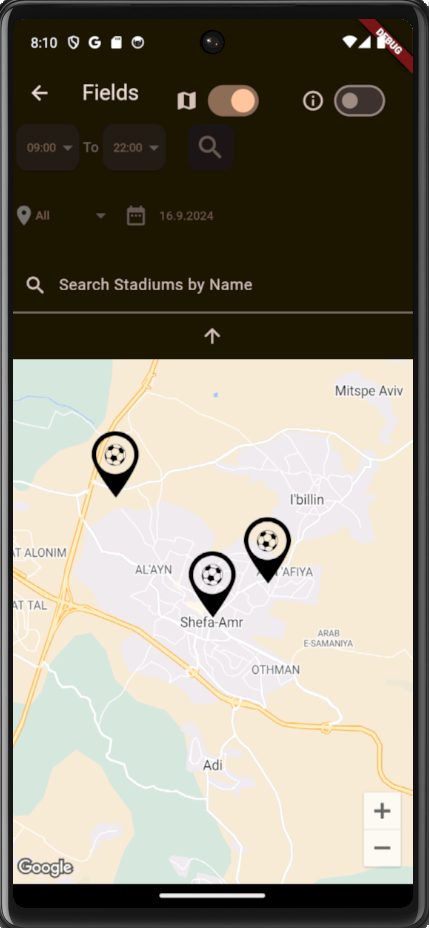 8:10
DEBUG
Fields
09:00 To 22:00
All 16.9.2024
Search Stadiums by Name
Mitspe Aviv
I'billin
AT ALONIM
AL'AYN
'AFIYA
AT TAL
Shefa-Amr
ARAB
E-SAMANIYA
OTHMAN
Adi
Google